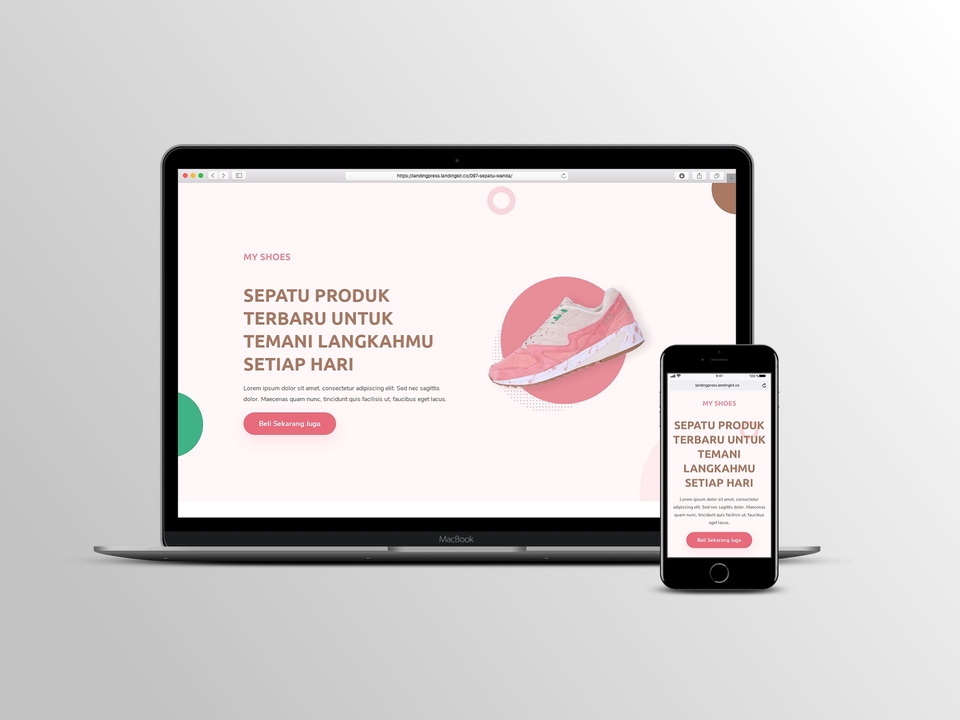 https://landingpress.landingkit.co/097-sepatu-wanita/
MY SHOES
SEPATU PRODUK
TERBARU UNTUK
TEMANI LANGKAHMU
SETIAP HARI
Lorem ipsum dolor sit amet, consectetur adipiscing elit. Sed nec sagittis
dolor. Maecenas quam, tincidunt quis facilisis ut, faucibus eget lacus.
Beli Sekarang Juga
MacBook
9:41
100 %
landingpress.landingkit.co
MY SHOES
SEPATU PRODUK
TERBARU UNTUK
TEMANI
LANGKAHMU
SETIAP HARI
Lorem ipsum dolor sit amet, consectetur
adipiscing elit. Sed nec sagittis dolor. Maecenas
quam, tincidunt quis facilisis ut, faucibus
eget lacus.
Beli Sekarang Juga